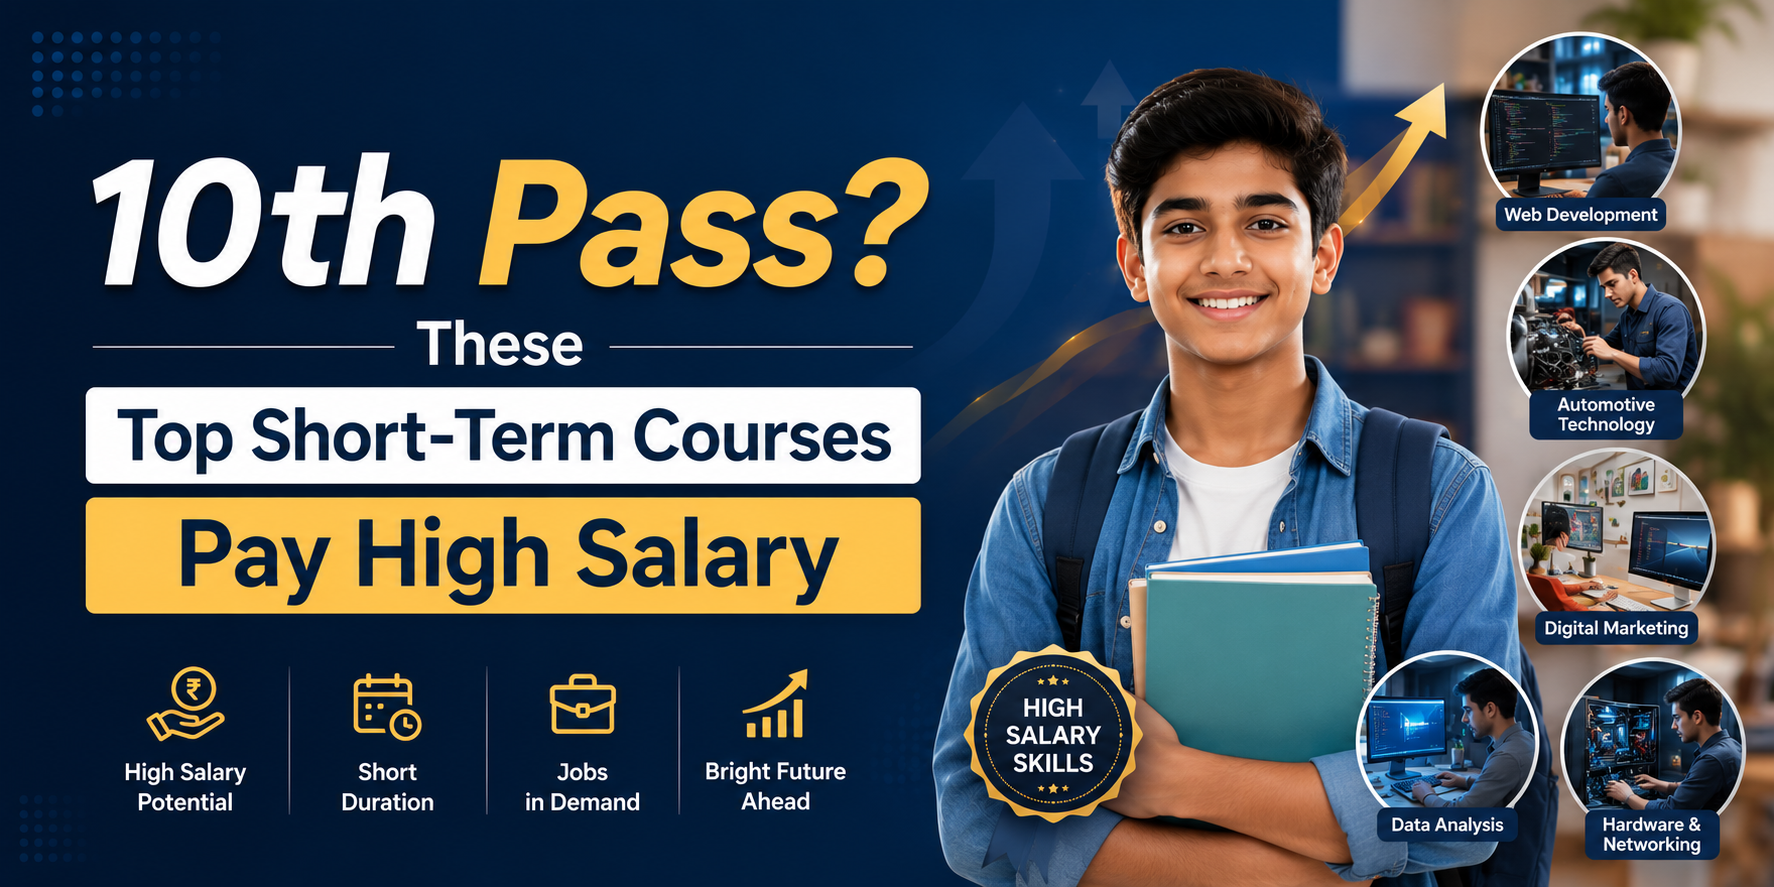 10th Pass?
These
Top Short-Term Courses
Pay High Salary
₹
High Salary
Potential
Short
Duration
Jobs
in Demand
Bright Future
Ahead
HIGH
SALARY
SKILLS
Web Development
Automotive
Technology
Digital Marketing
Data Analysis
Hardware &
Networking